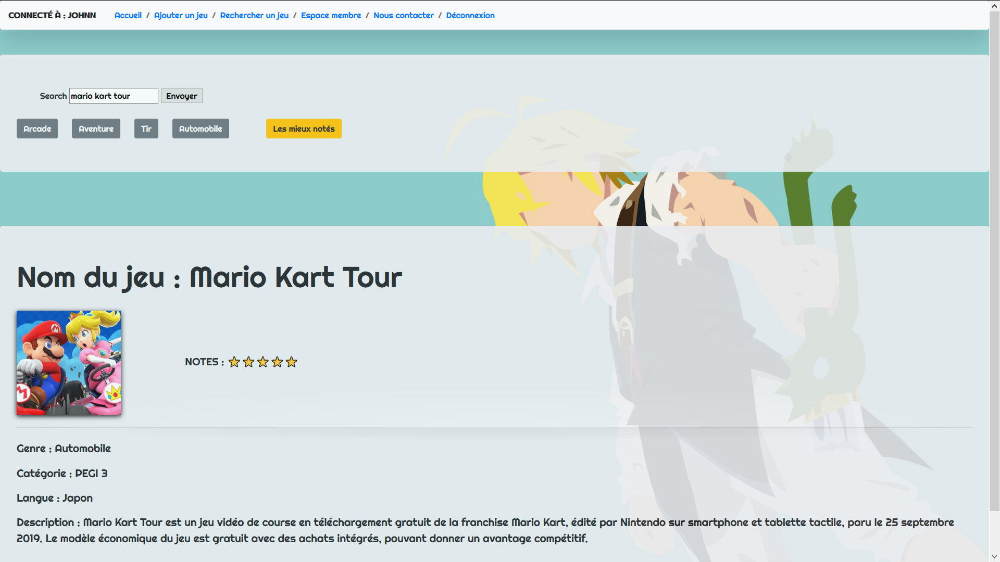 CONNECTÉ À : JOHNN Accueil / Ajouter un jeu / Rechercher un jeu / Espace membre / Nous contacter / Déconnexion
Search mario kart tour Envoyer
Arcade Aventure Tir Automobile Les mieux notés
Nom du jeu : Mario Kart Tour
NOTES :
Genre : Automobile
Catégorie : PEGI 3
Langue : Japon
Description : Mario Kart Tour est un jeu vidéo de course en téléchargement gratuit de la franchise Mario Kart, édité par Nintendo sur smartphone et tablette tactile, paru le 25 septembre
2019. Le modèle économique du jeu est gratuit avec des achats intégrés, pouvant donner un avantage compétitif.